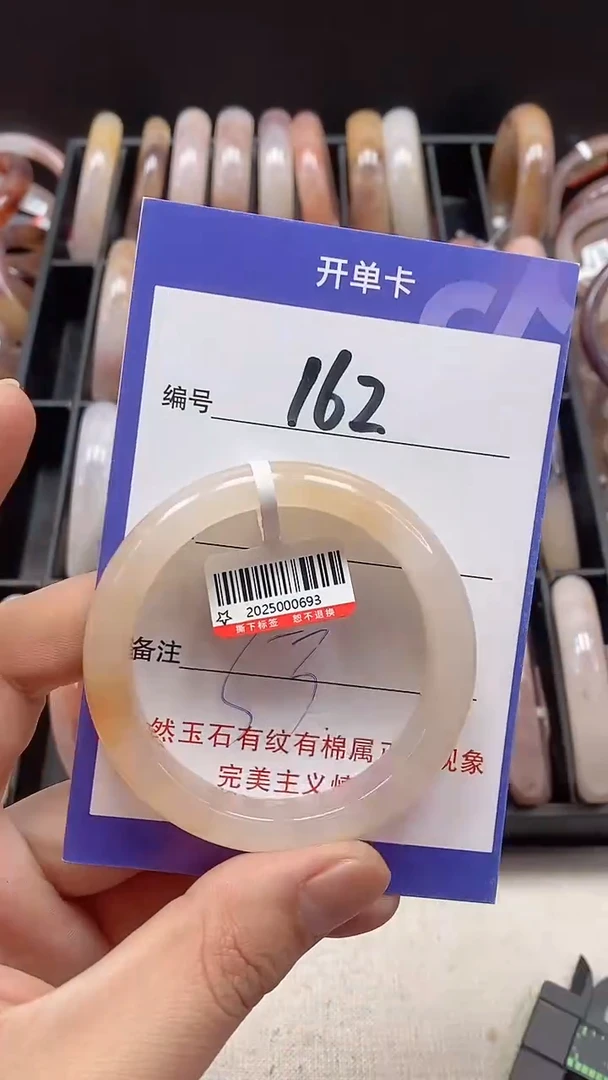 开单卡
编号 162
2025000693
撕下标签 恕不退换
备注 53
然玉石有纹有棉属 现象
完美主义